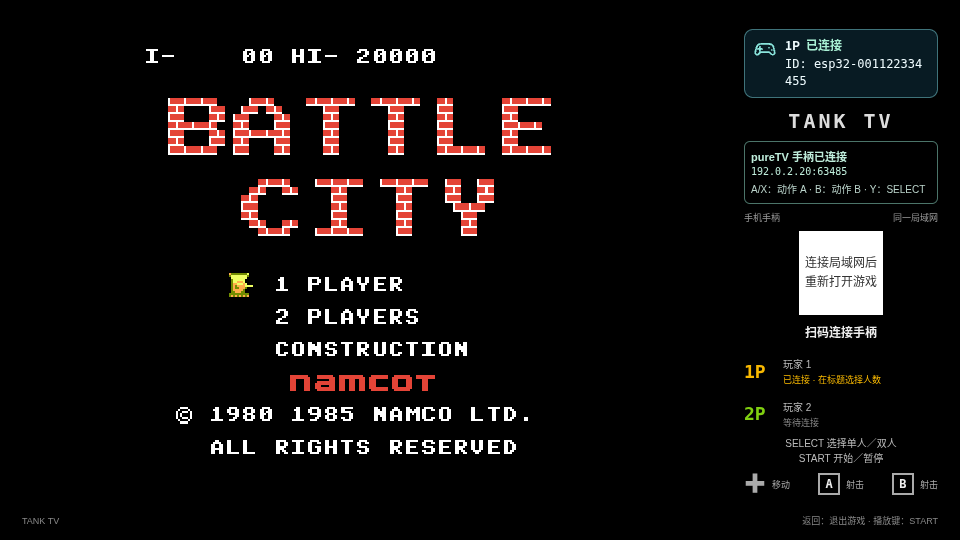 I-     00 HI- 20000
BATTLE
CITY
1 PLAYER
2 PLAYERS
CONSTRUCTION
namcoT
© 1980 1985 NAMCO LTD.
ALL RIGHTS RESERVED
TANK TV
1P 已连接
ID: esp32-001122334
455
TANK TV
pureTV 手柄已连接
192.0.2.20:63485
A/X：动作 A · B：动作 B · Y：SELECT
手机手柄 同一局域网
连接局域网后
重新打开游戏
扫码连接手柄
1P 玩家 1
已连接 · 在标题选择人数
2P 玩家 2
等待连接
SELECT 选择单人／双人
START 开始／暂停
移动 A 射击 B 射击
返回：退出游戏 · 播放键：START